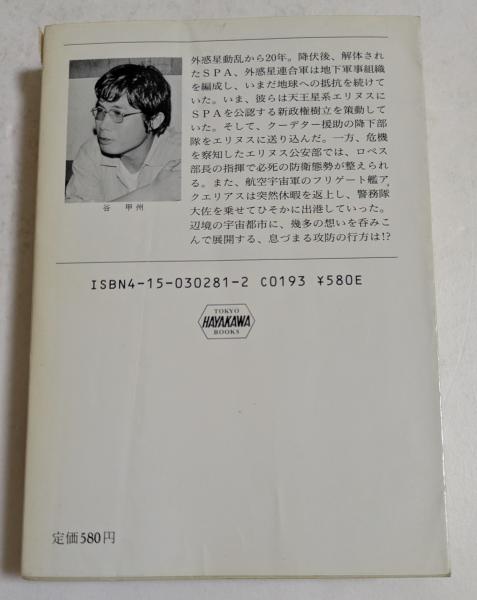 外惑星動乱から20年。降伏後、解体され
たＳＰＡ、外惑星連合軍は地下軍事組織
を編成し、いまだ地球への抵抗を続けて
いた。いま、彼らは天王星系エリヌスに
ＳＰＡを公認する新政権樹立を策動して
いた。そして、クーデター援助の降下部
隊をエリヌスに送り込んだ。一方、危機
を察知したエリヌス公安部では、ロペス
部長の指揮で必死の防衛態勢が整えられ
る。また、航空宇宙軍のフリゲート艦ア
クエリアスは突然休暇を返上し、警務隊
大佐を乗せてひそかに出港していった。
辺境の宇宙都市に、幾多の想いを呑みこ
んで展開する、息づまる攻防の行方は!?
谷 甲州
ISBN4-15-030281-2 C0193 ¥580E
TOKYO
HAYAKAWA
BOOKS
定価580円